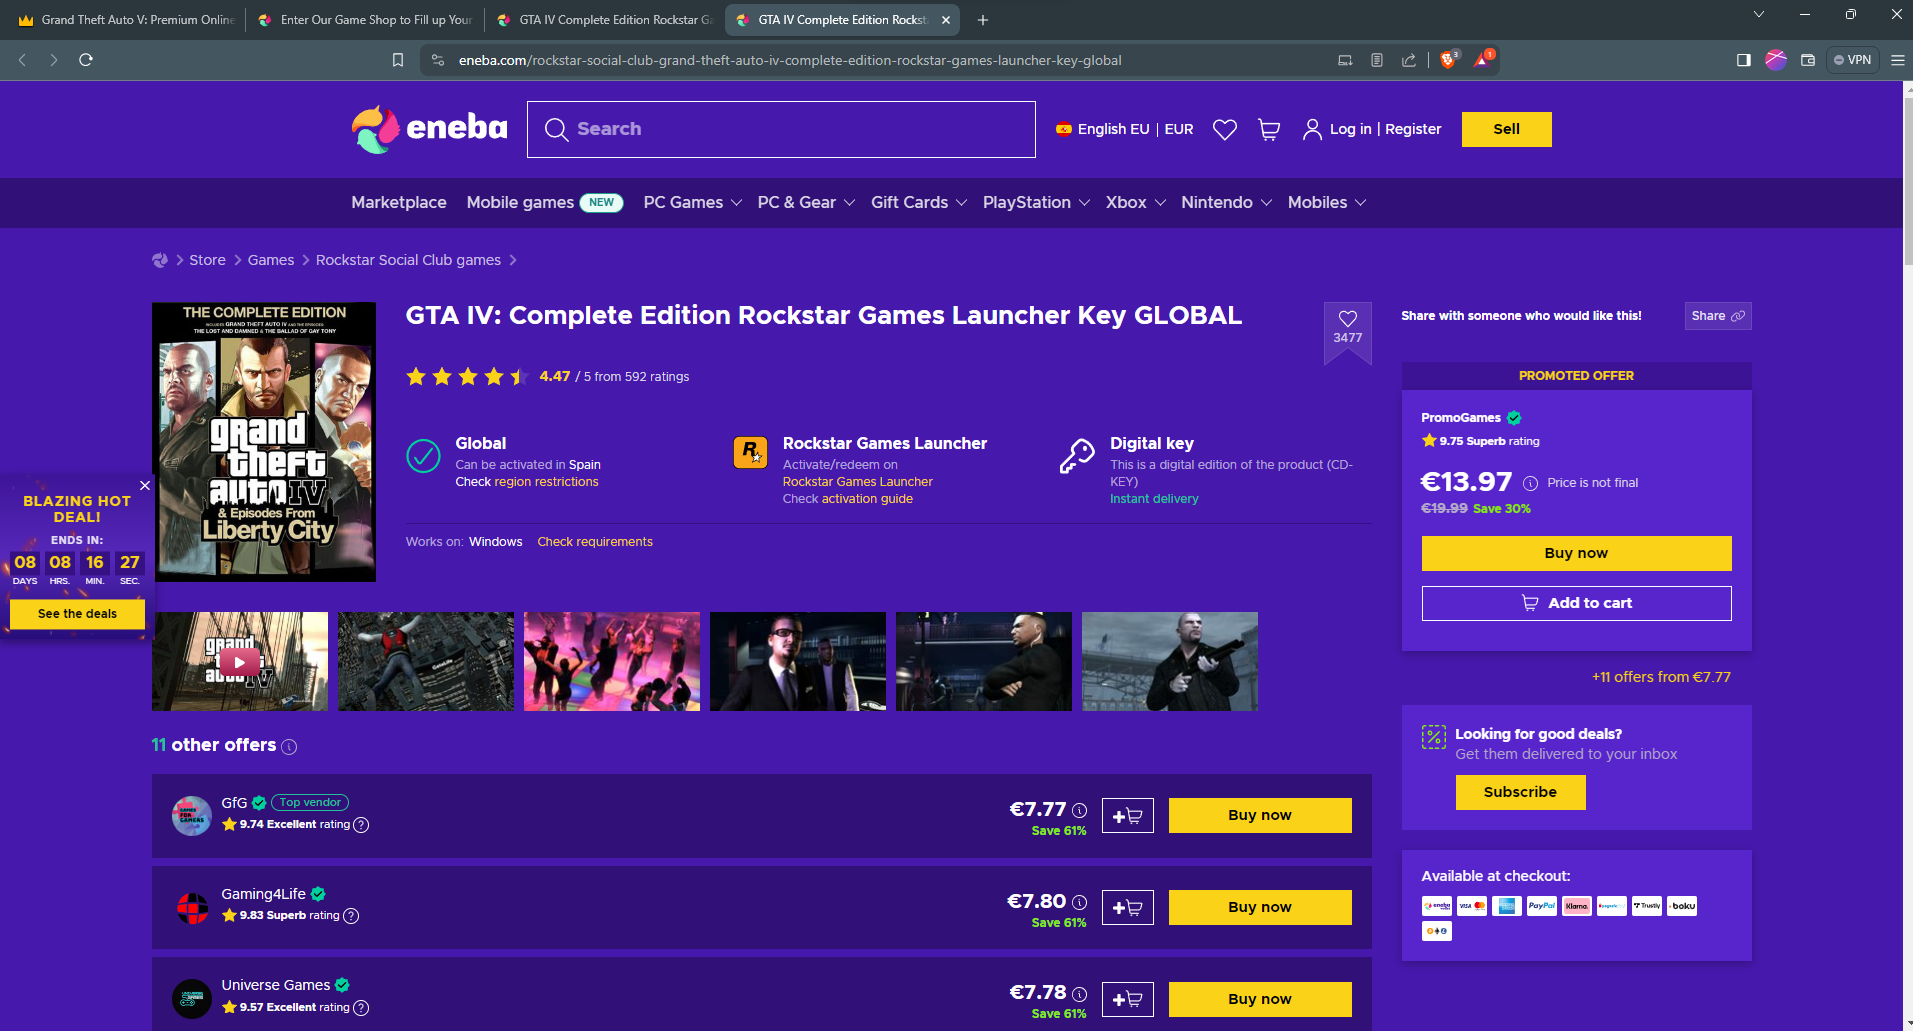 Grand Theft Auto V: Premium Online
Enter Our Game Shop to Fill up Your
GTA IV Complete Edition Rockstar Ga
GTA IV Complete Edition Rockst
eneba.com/rockstar-social-club-grand-theft-auto-iv-complete-edition-rockstar-games-launcher-key-global
3
1
VPN
eneba
Search
English EU | EUR
Log in | Register
Sell
Marketplace
Mobile games NEW
PC Games
PC & Gear
Gift Cards
PlayStation
Xbox
Nintendo
Mobiles
Store
Games
Rockstar Social Club games
THE COMPLETE EDITION
INCLUDES GRAND THEFT AUTO IV AND THE EPISODES
THE LOST AND DAMNED & THE BALLAD OF GAY TONY
grand
theft
auto IV
& Episodes From
Liberty City
GTA IV: Complete Edition Rockstar Games Launcher Key GLOBAL
3477
4.47 / 5 from 592 ratings
Global
Can be activated in Spain
Check region restrictions
Rockstar Games Launcher
Activate/redeem on
Rockstar Games Launcher
Check activation guide
Digital key
This is a digital edition of the product (CD-
KEY)
Instant delivery
Works on: Windows Check requirements
Share with someone who would like this!
Share
PROMOTED OFFER
PromoGames
9.75 Superb rating
€13.97 Price is not final
€19.99 Save 30%
Buy now
Add to cart
+11 offers from €7.77
BLAZING HOT
DEAL!
ENDS IN:
08 08 16 27
DAYS HRS. MIN. SEC.
See the deals
11 other offers
GfG Top vendor
9.74 Excellent rating
€7.77
Save 61%
Buy now
Gaming4Life
9.83 Superb rating
€7.80
Save 61%
Buy now
Universe Games
9.57 Excellent rating
€7.78
Save 61%
Buy now
Looking for good deals?
Get them delivered to your inbox
Subscribe
Available at checkout:
eneba
VISA
PayPal
Klarna.
Trustly
boku